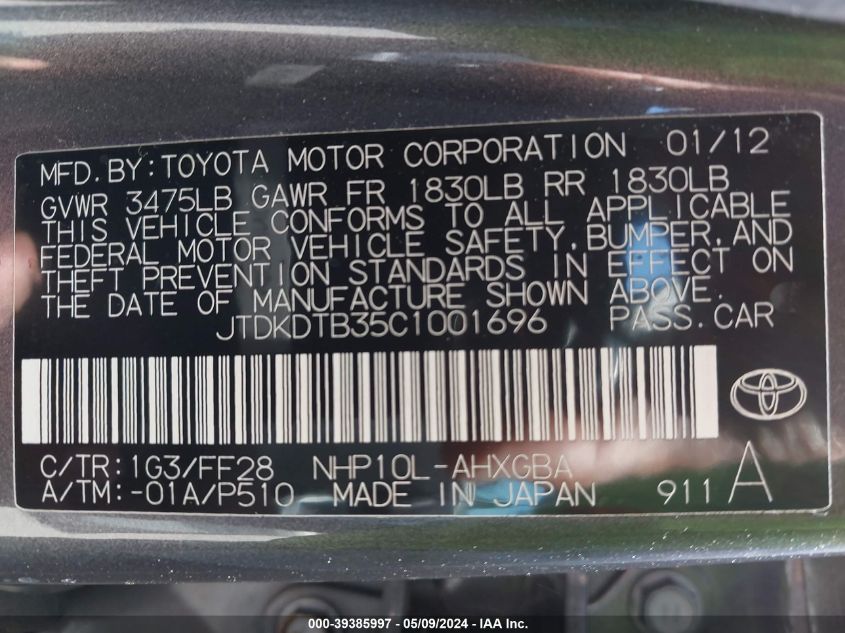 MFD.BY:TOYOTA MOTOR CORPORATION 01/12
GVWR 3475LB GAWR FR 1830LB RR 1830LB
THIS VEHICLE CONFORMS TO ALL APPLICABLE
FEDERAL MOTOR VEHICLE SAFETY,BUMPER,AND
THEFT PREVENTION STANDARDS IN EFFECT ON
THE DATE OF MANUFACTURE SHOWN ABOVE.
JTDKDTB35C1001696 PASS.CAR
C/TR:1G3/FF28 NHP10L-AHXGBA
A/TM:-01A/P510 MADE IN JAPAN 911 A
000-39385997 - 05/09/2024 - IAA Inc.